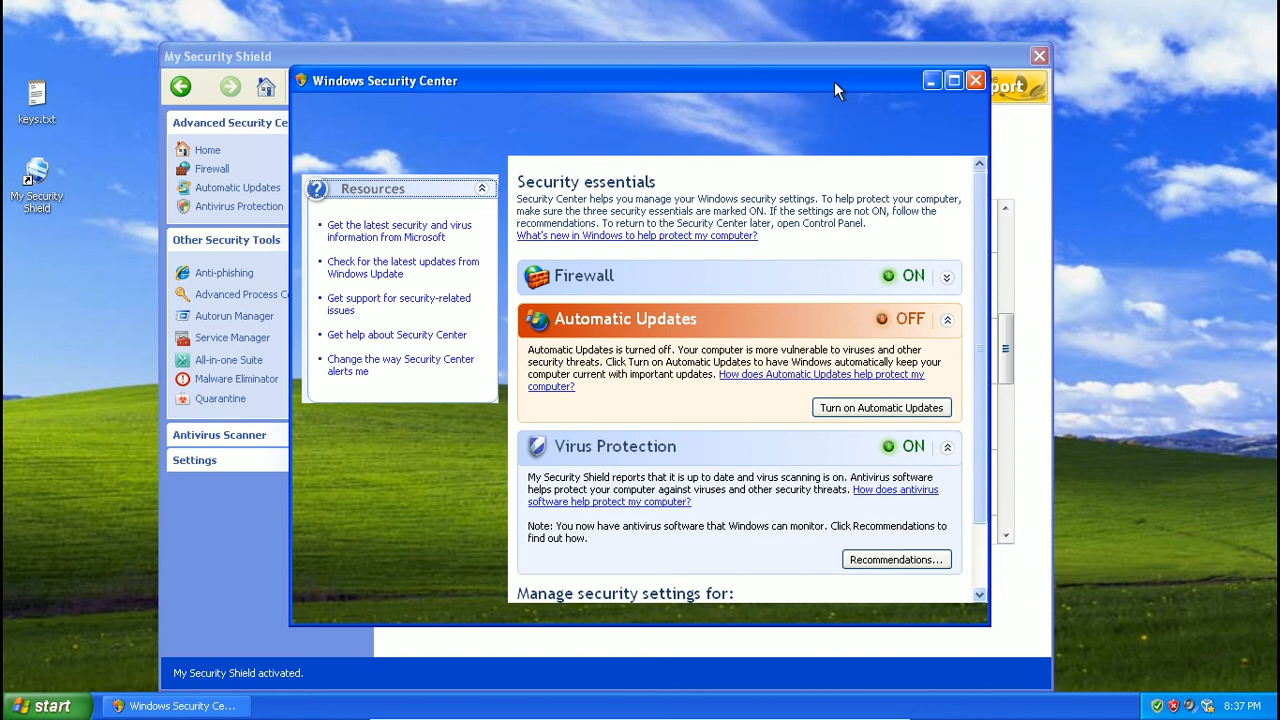 My Security Shield
Windows Security Center
port
keys.txt
My Security
Shield
Advanced Security Ce
Home
Firewall
Automatic Updates
Antivirus Protection
Other Security Tools
Anti-phishing
Advanced Process C
Autorun Manager
Service Manager
All-in-one Suite
Malware Eliminator
Quarantine
Antivirus Scanner
Settings
Resources
Get the latest security and virus
information from Microsoft
Check for the latest updates from
Windows Update
Get support for security-related
issues
Get help about Security Center
Change the way Security Center
alerts me
Security essentials
Security Center helps you manage your Windows security settings. To help protect your computer,
make sure the three security essentials are marked ON. If the settings are not ON, follow the
recommendations. To return to the Security Center later, open Control Panel.
What's new in Windows to help protect my computer?
Firewall ON
Automatic Updates OFF
Automatic Updates is turned off. Your computer is more vulnerable to viruses and other
security threats. Click Turn on Automatic Updates to have Windows automatically keep your
computer current with important updates. How does Automatic Updates help protect my
computer?
Turn on Automatic Updates
Virus Protection ON
My Security Shield reports that it is up to date and virus scanning is on. Antivirus software
helps protect your computer against viruses and other security threats. How does antivirus
software help protect my computer?
Note: You now have antivirus software that Windows can monitor. Click Recommendations to
find out how.
Recommendations...
Manage security settings for:
My Security Shield activated.
start
Windows Security Ce...
8:37 PM